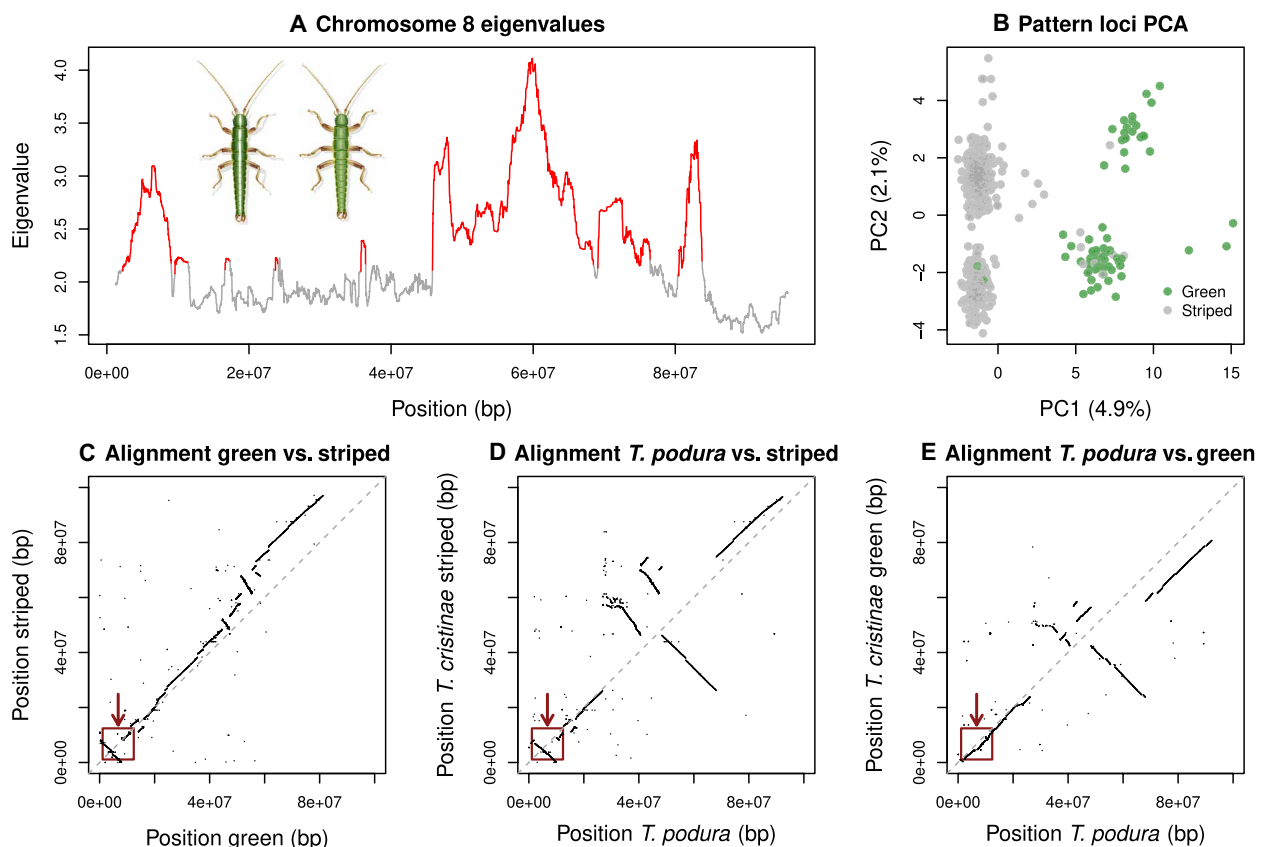 A Chromosome 8 eigenvalues
Eigenvalue
4.0
3.5
3.0
2.5
2.0
1.5
0e+00 2e+07 4e+07 6e+07 8e+07
Position (bp)
B Pattern loci PCA
PC2 (2.1%)
4
2
0
−2
−4
Green
Striped
0 5 10 15
PC1 (4.9%)
C Alignment green vs. striped
Position striped (bp)
8e+07
4e+07
0e+00
0e+00 4e+07 8e+07
Position green (bp)
D Alignment T. podura vs. striped
Position T. cristinae striped (bp)
8e+07
4e+07
0e+00
0e+00 4e+07 8e+07
Position T. podura (bp)
E Alignment T. podura vs. green
Position T. cristinae green (bp)
8e+07
4e+07
0e+00
0e+00 4e+07 8e+07
Position T. podura (bp)